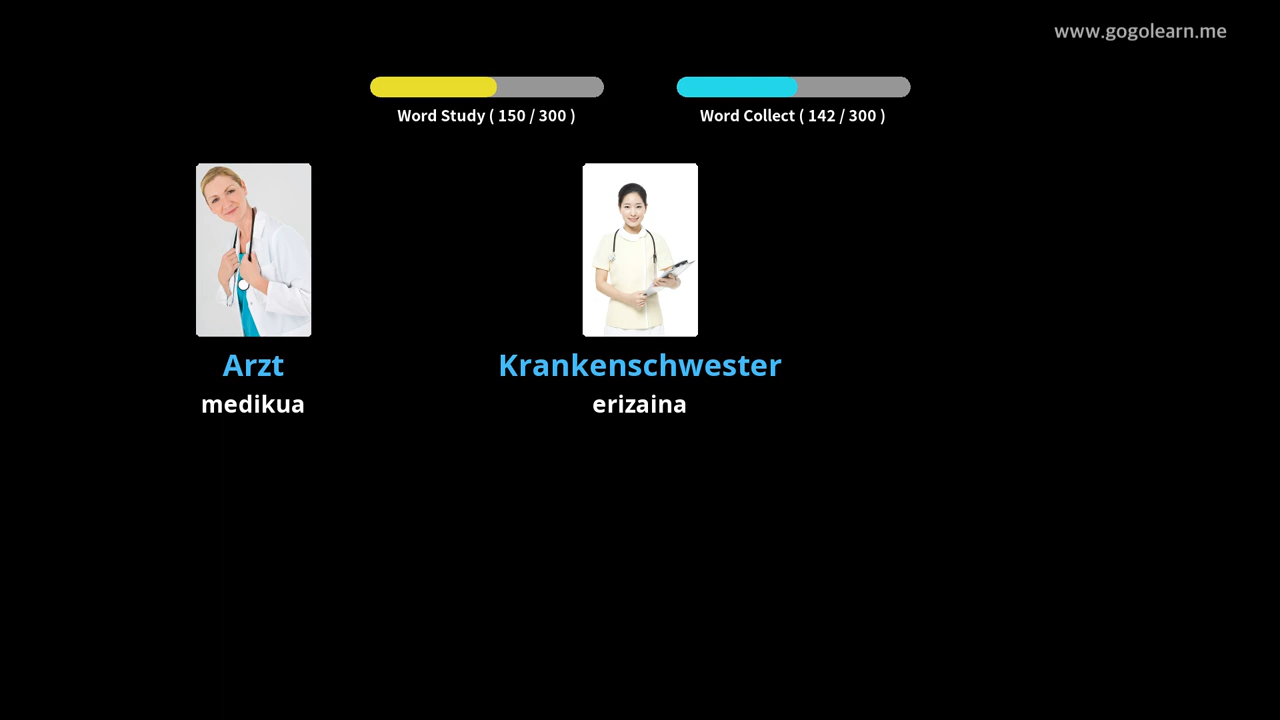 www.gogolearn.me
Word Study ( 150 / 300 )
Word Collect ( 142 / 300 )
Arzt
Krankenschwester
medikua
erizaina